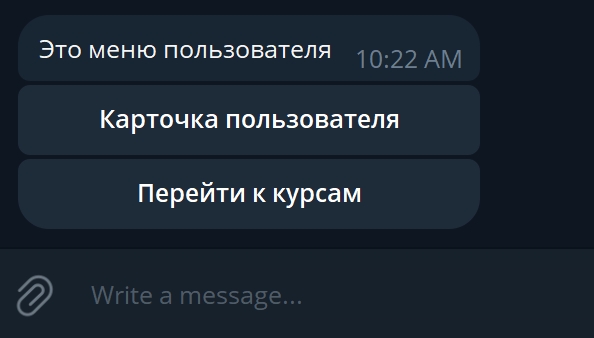 Это меню пользователя 10:22 AM
Карточка пользователя
Перейти к курсам
Write a message...